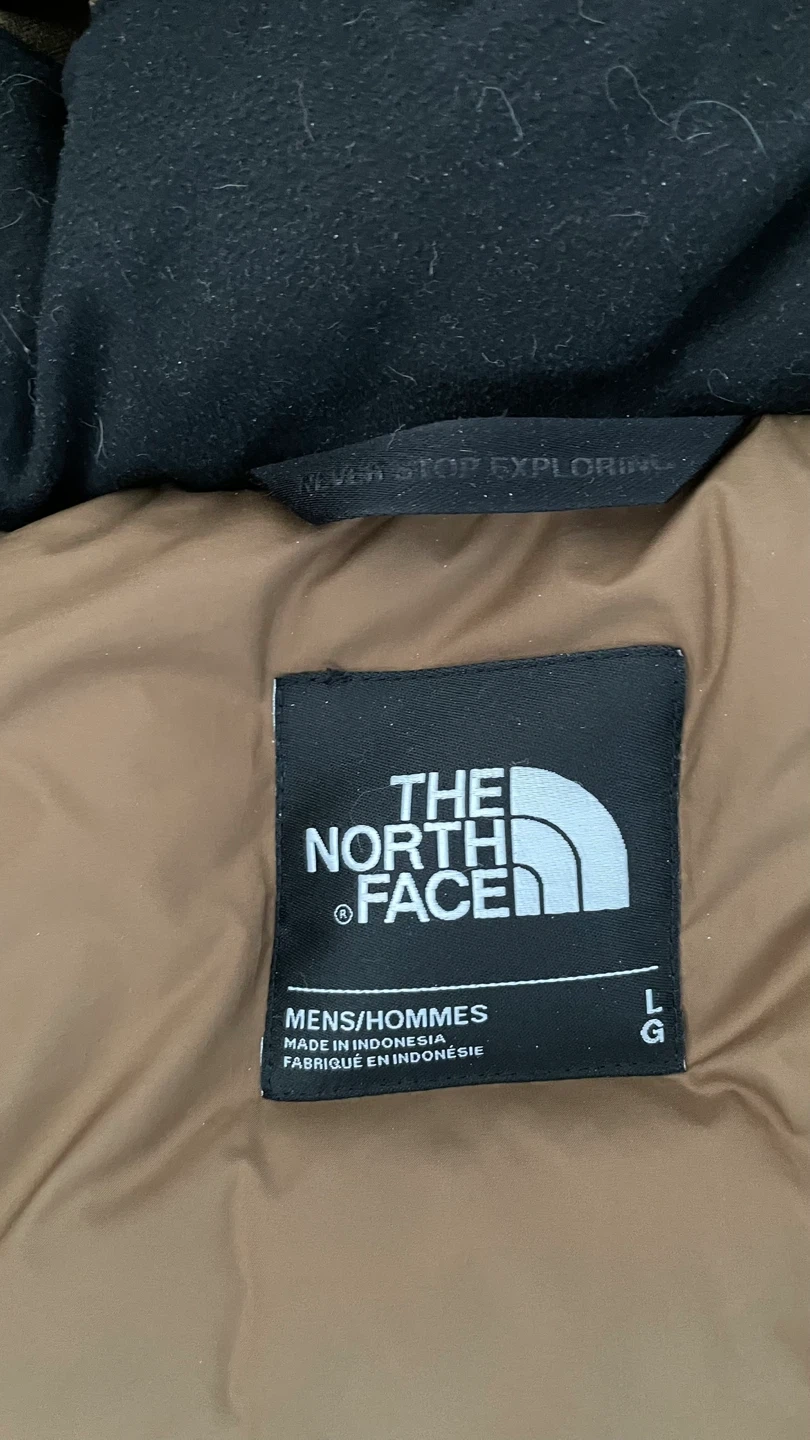 NEVER STOP EXPLORING
THE
NORTH
®FACE
MENS/HOMMES
L
G
MADE IN INDONESIA
FABRIQUÉ EN INDONÉSIE